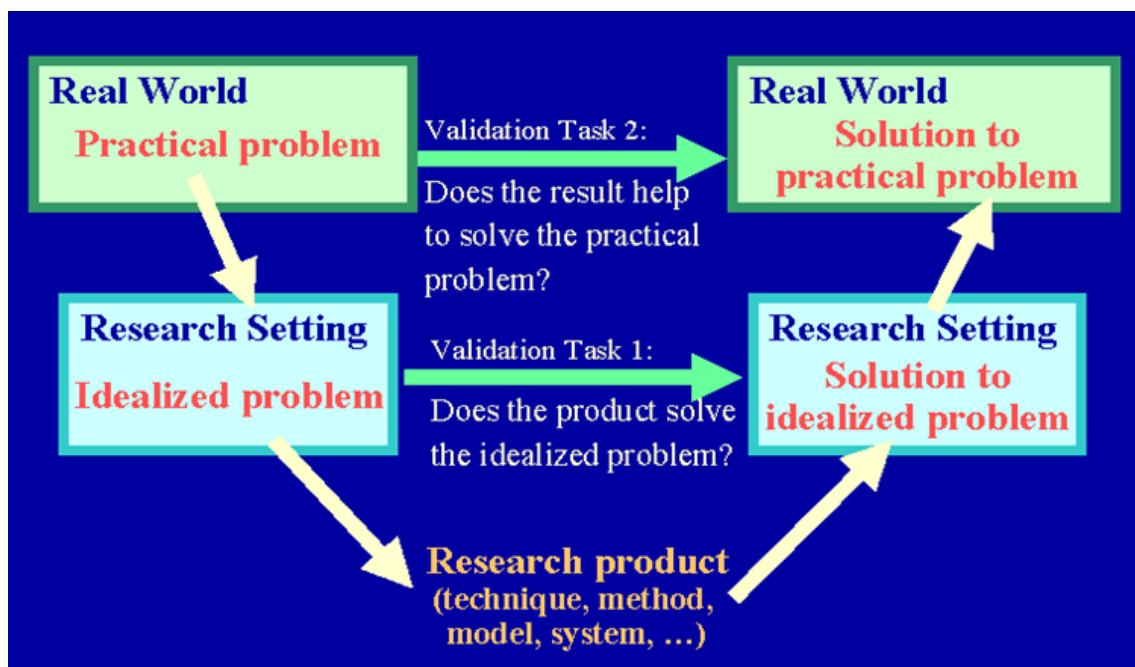 Real World
Practical problem
Validation Task 2:
Does the result help
to solve the practical
problem?
Real World
Solution to
practical problem
Research Setting
Idealized problem
Validation Task 1:
Does the product solve
the idealized problem?
Research Setting
Solution to
idealized problem
Research product
(technique, method,
model, system, …)